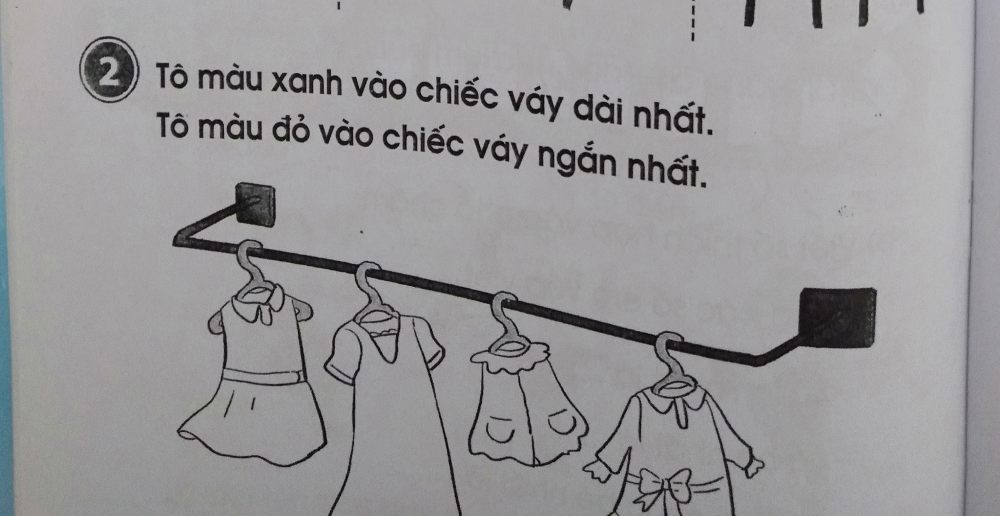 2 Tô màu xanh vào chiếc váy dài nhất.
Tô màu đỏ vào chiếc váy ngắn nhất.